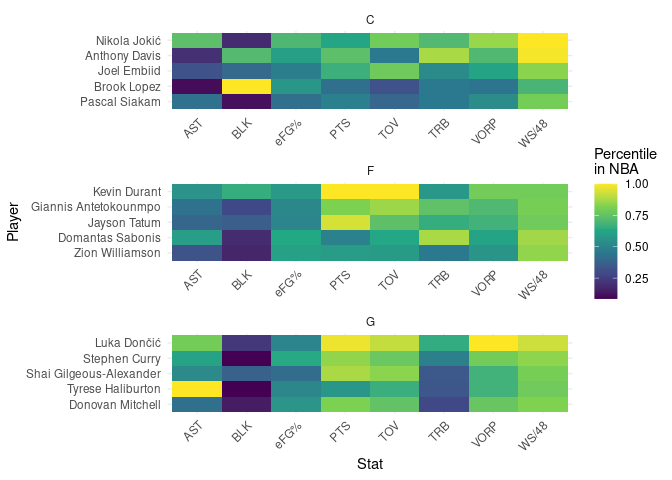 C
Nikola Jokić
Anthony Davis
Joel Embiid
Brook Lopez
Pascal Siakam
AST BLK eFG% PTS TOV TRB VORP WS/48
F
Kevin Durant
Giannis Antetokounmpo
Jayson Tatum
Domantas Sabonis
Zion Williamson
AST BLK eFG% PTS TOV TRB VORP WS/48
G
Luka Dončić
Stephen Curry
Shai Gilgeous-Alexander
Tyrese Haliburton
Donovan Mitchell
AST BLK eFG% PTS TOV TRB VORP WS/48
Stat
Player
Percentile
in NBA
1.00
0.75
0.50
0.25